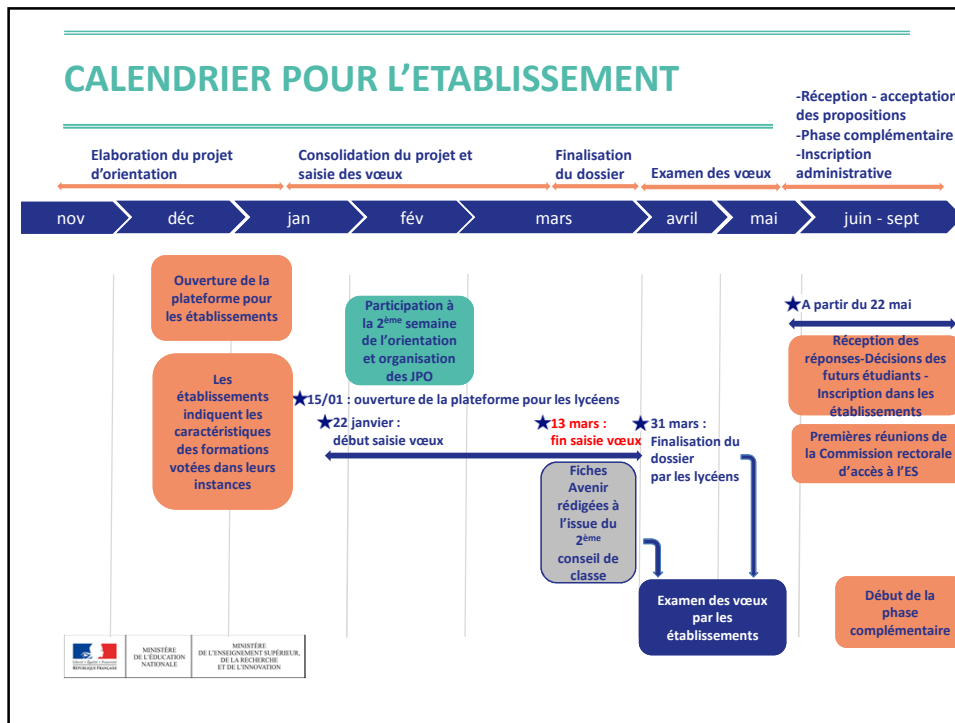 CALENDRIER POUR L'ETABLISSEMENT
-Réception - acceptation
des propositions
-Phase complémentaire
-Inscription
administrative
Elaboration du projet
d'orientation
Consolidation du projet et
saisie des vœux
Finalisation
du dossier
Examen des vœux
nov
déc
jan
fév
mars
avril
mai
juin - sept
Ouverture de la
plateforme pour
les établissements
Participation à
la 2ème semaine
de l'orientation
et organisation
des JPO
A partir du 22 mai
Réception des
réponses-Décisions des
futurs étudiants -
Inscription dans les
établissements
Les
établissements
indiquent les
caractéristiques
des formations
votées dans leurs
instances
15/01 : ouverture de la plateforme pour les lycéens
22 janvier :
début saisie vœux
13 mars :
fin saisie vœux
31 mars :
Finalisation du
dossier
par les lycéens
Premières réunions de
la Commission rectorale
d'accès à l'ES
Fiches
Avenir
rédigées à
l'issue du
2ème
conseil de
classe
Examen des vœux
par les
établissements
Début de la
phase
complémentaire
Liberté • Égalité • Fraternité
RÉPUBLIQUE FRANÇAISE
MINISTÈRE
DE L'ÉDUCATION
NATIONALE
MINISTÈRE
DE L'ENSEIGNEMENT SUPÉRIEUR,
DE LA RECHERCHE
ET DE L'INNOVATION